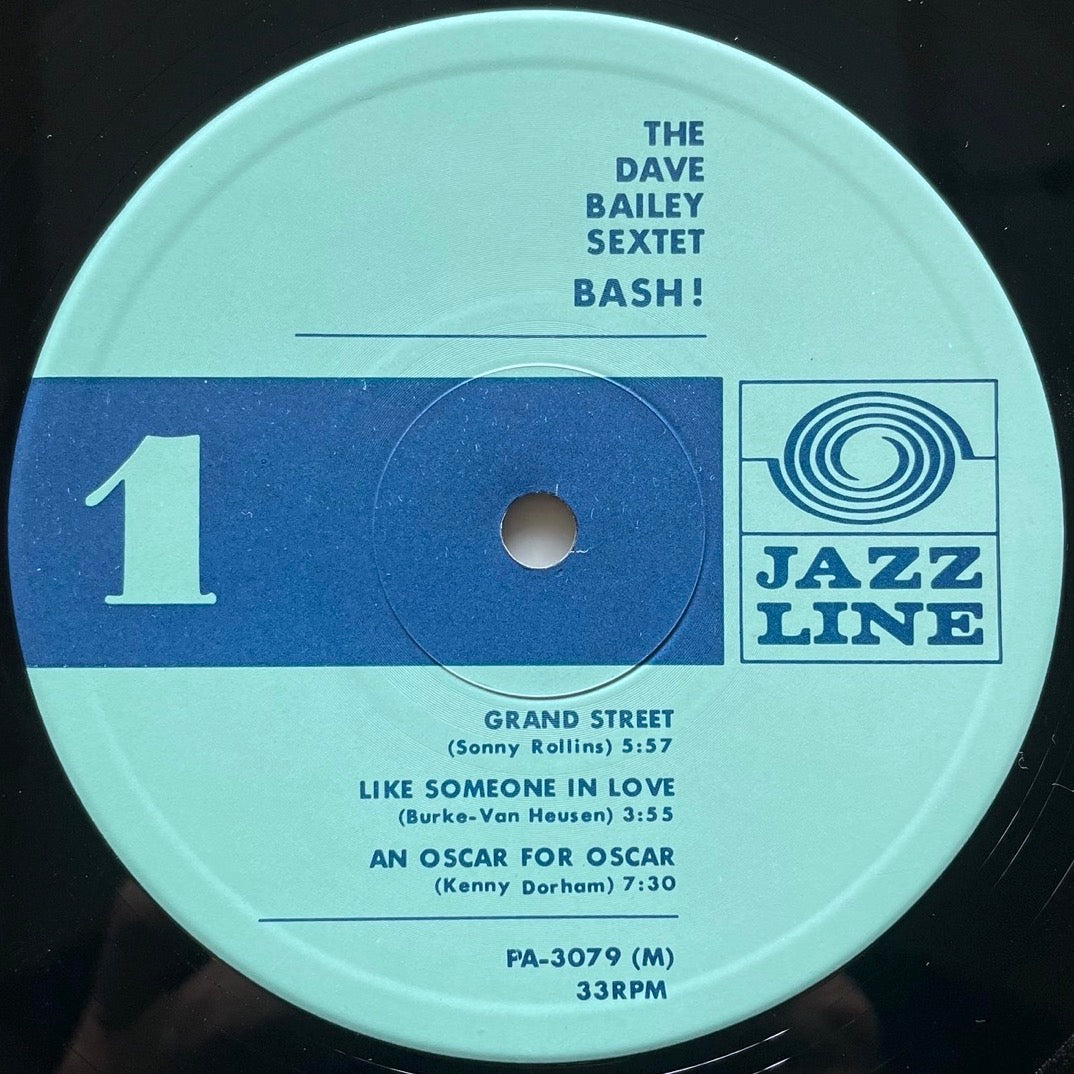 THE
DAVE
BAILEY
SEXTET
BASH!
1
JAZZ
LINE
GRAND STREET
(Sonny Rollins) 5:57
LIKE SOMEONE IN LOVE
(Burke-Van Heusen) 3:55
AN OSCAR FOR OSCAR
(Kenny Dorham) 7:30
PA-3079 (M)
33RPM